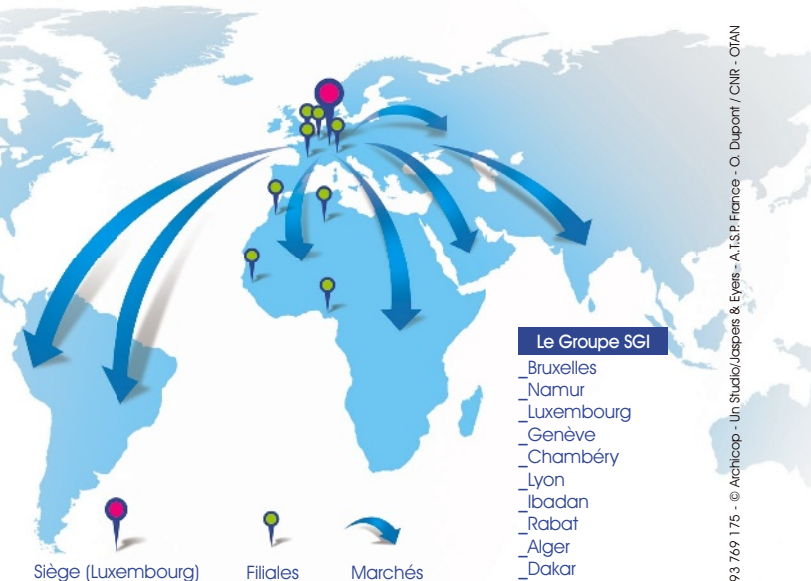 Le Groupe SGI
_Bruxelles
_Namur
_Luxembourg
_Genève
_Chambéry
_Lyon
_Ibadan
_Rabat
_Alger
_Dakar
Siège (Luxembourg)
Filiales
Marchés
93 769 175 - © Archicop - Un Studio/Jaspers & Eyers - A.T.S.P. France - O. Dupont / CNR - OTAN